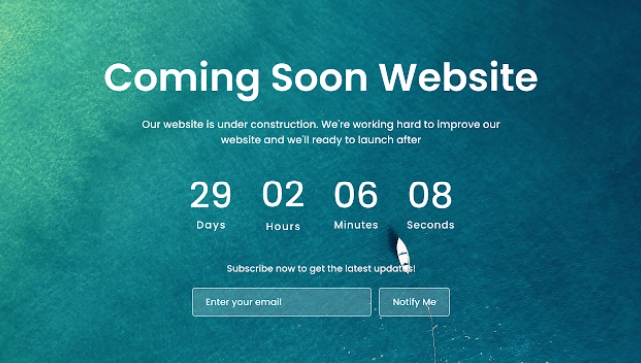 Coming Soon Website
Our website is under construction. We're working hard to improve our
website and we'll ready to launch after
29 02 06 08
Days Hours Minutes Seconds
Subscribe now to get the latest updates!
Enter your email Notify Me